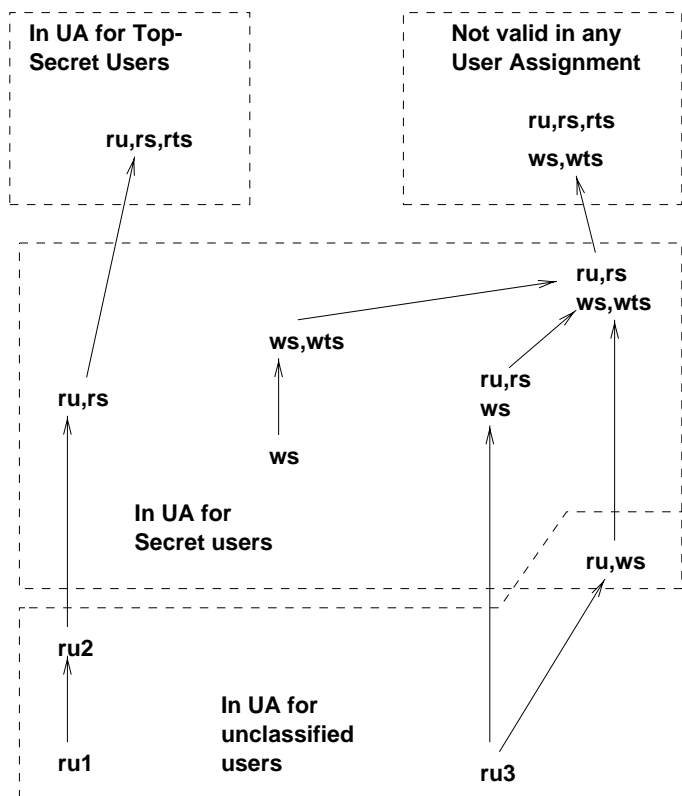 In UA for Top-
Secret Users
ru,rs,rts
Not valid in any
User Assignment
ru,rs,rts
ws,wts
ru,rs
ws,wts
ws,wts
ru,rs
ws
ru,rs
ws
In UA for
Secret users
ru,ws
ru2
In UA for
unclassified
users
ru1
ru3